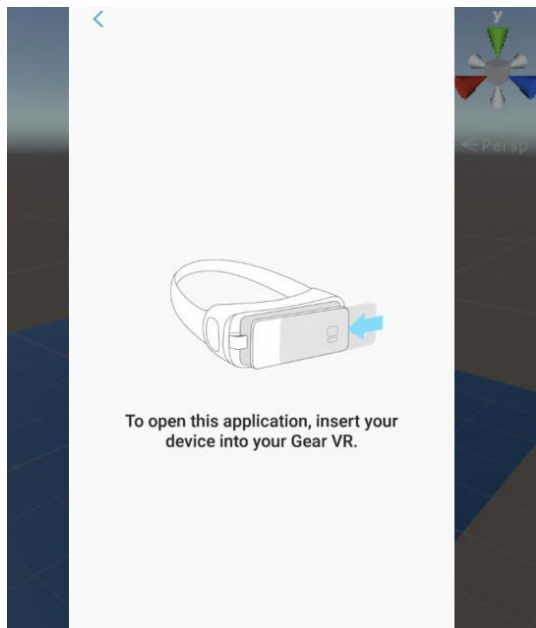 y
Persp
To open this application, insert your
device into your Gear VR.